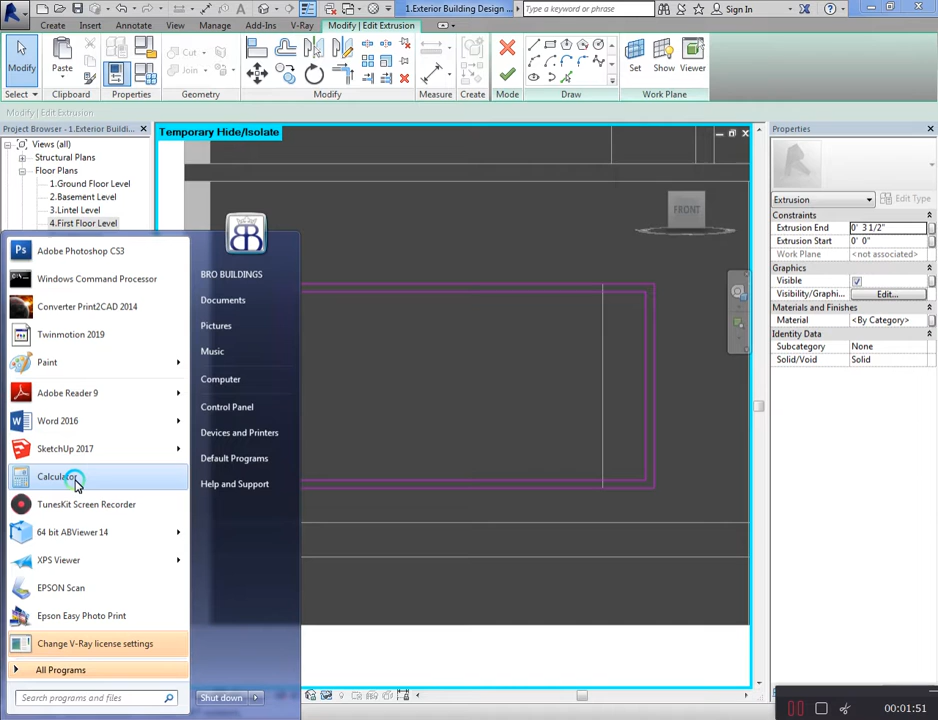 1.Exterior Building Design ...
Type a keyword or phrase
Sign In
Create
Annotate
Insert
View
Manage
Add-Ins
V-Ray
Modify | Edit Extrusion
Modify
Paste
Cut
Join
Set
Show
Viewer
Select
Clipboard
Properties
Geometry
Modify
Measure
Create
Mode
Draw
Work Plane
Modify | Edit Extrusion
Project Browser - 1.Exterior Buildi...
Temporary Hide/Isolate
Properties
Views (all)
Structural Plans
Floor Plans
1.Ground Floor Level
2.Basement Level
3.Lintel Level
4.First Floor Level
FRONT
Extrusion
Edit Type
Constraints
Extrusion End
0' 3 1/2"
Extrusion Start
0' 0"
Work Plane
<not associated>
Graphics
Visible
Visibility/Graphi...
Edit...
Materials and Finishes
Material
<By Category>
Identity Data
Subcategory
None
Solid/Void
Solid
Ps
Adobe Photoshop CS3
Windows Command Processor
Converter Print2CAD 2014
Twinmotion 2019
Paint
Adobe Reader 9
Word 2016
SketchUp 2017
Calculator
TunesKit Screen Recorder
64 bit ABViewer 14
XPS Viewer
EPSON Scan
Epson Easy Photo Print
Change V-Ray license settings
All Programs
Search programs and files
BRO BUILDINGS
Documents
Pictures
Music
Computer
Control Panel
Devices and Printers
Default Programs
Help and Support
Shut down
00:01:51